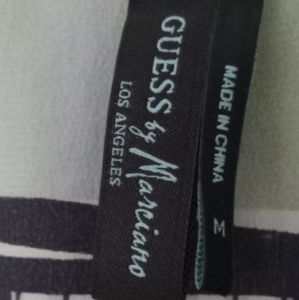 GUESS by Marciano
LOS ANGELES
MADE IN CHINA
M